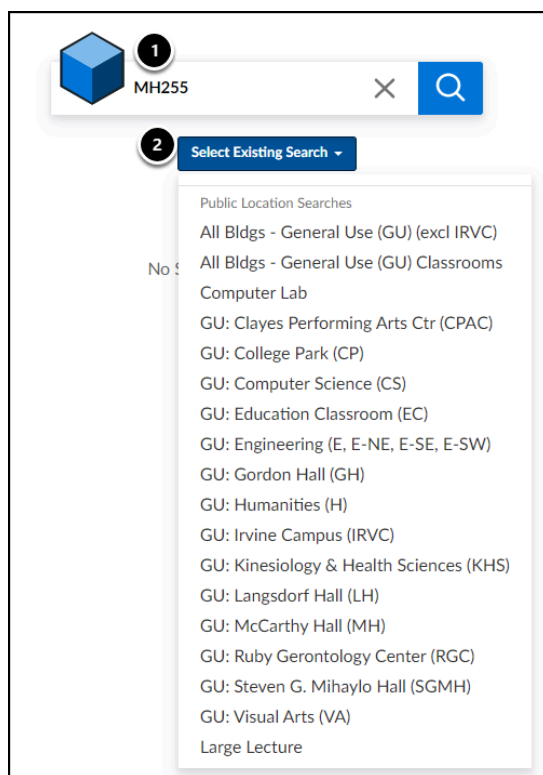 1
MH255
2
Select Existing Search
Public Location Searches
All Bldgs - General Use (GU) (excl IRVC)
No
All Bldgs - General Use (GU) Classrooms
Computer Lab
GU: Clayes Performing Arts Ctr (CPAC)
GU: College Park (CP)
GU: Computer Science (CS)
GU: Education Classroom (EC)
GU: Engineering (E, E-NE, E-SE, E-SW)
GU: Gordon Hall (GH)
GU: Humanities (H)
GU: Irvine Campus (IRVC)
GU: Kinesiology & Health Sciences (KHS)
GU: Langsdorf Hall (LH)
GU: McCarthy Hall (MH)
GU: Ruby Gerontology Center (RGC)
GU: Steven G. Mihaylo Hall (SGMH)
GU: Visual Arts (VA)
Large Lecture